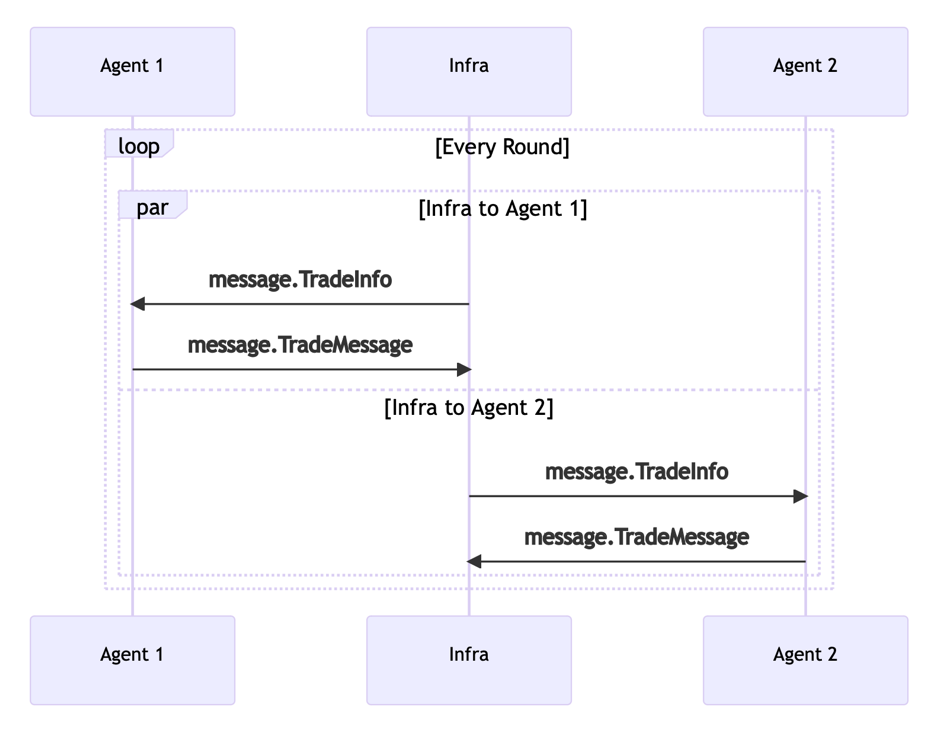 Agent 1
Infra
Agent 2
loop
[Every Round]
par
[Infra to Agent 1]
message.TradeInfo
message.TradeMessage
[Infra to Agent 2]
message.TradeInfo
message.TradeMessage
Agent 1
Infra
Agent 2